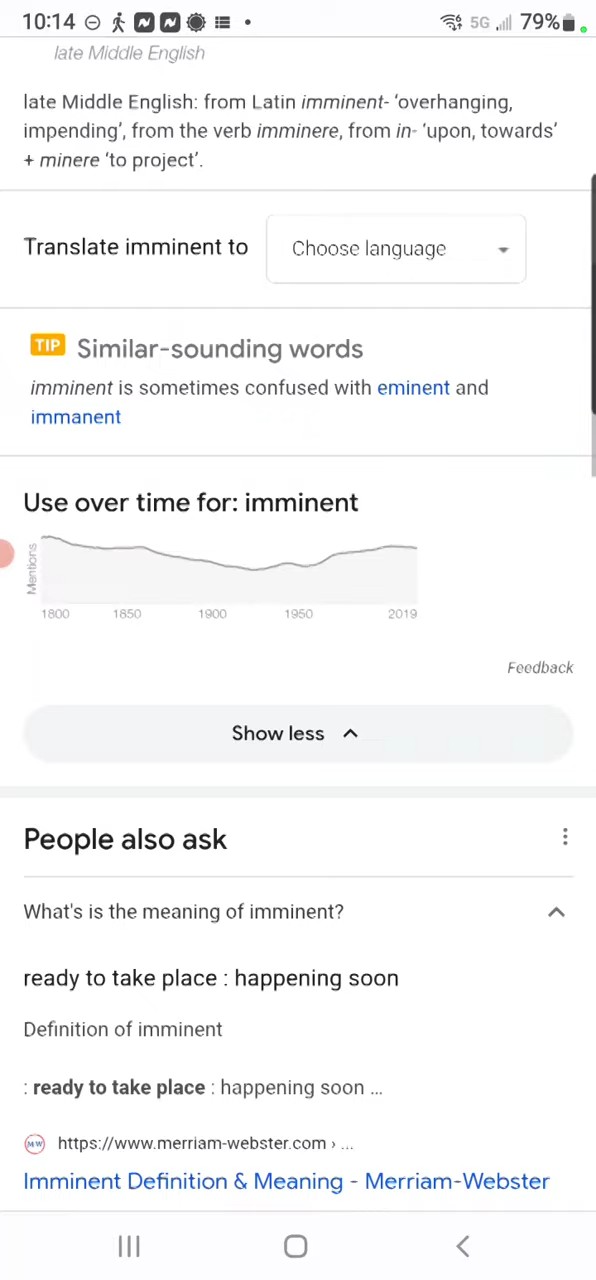 10:14 5G 79%
late Middle English
late Middle English: from Latin imminent- ‘overhanging,
impending’, from the verb imminere, from in- ‘upon, towards’
+ minere ‘to project’.
Translate imminent to Choose language
TIP Similar-sounding words
imminent is sometimes confused with eminent and
immanent
Use over time for: imminent
Mentions
1800 1850 1900 1950 2019
Feedback
Show less
People also ask
What's is the meaning of imminent?
ready to take place : happening soon
Definition of imminent
: ready to take place : happening soon ...
MW https://www.merriam-webster.com › ...
Imminent Definition & Meaning - Merriam-Webster